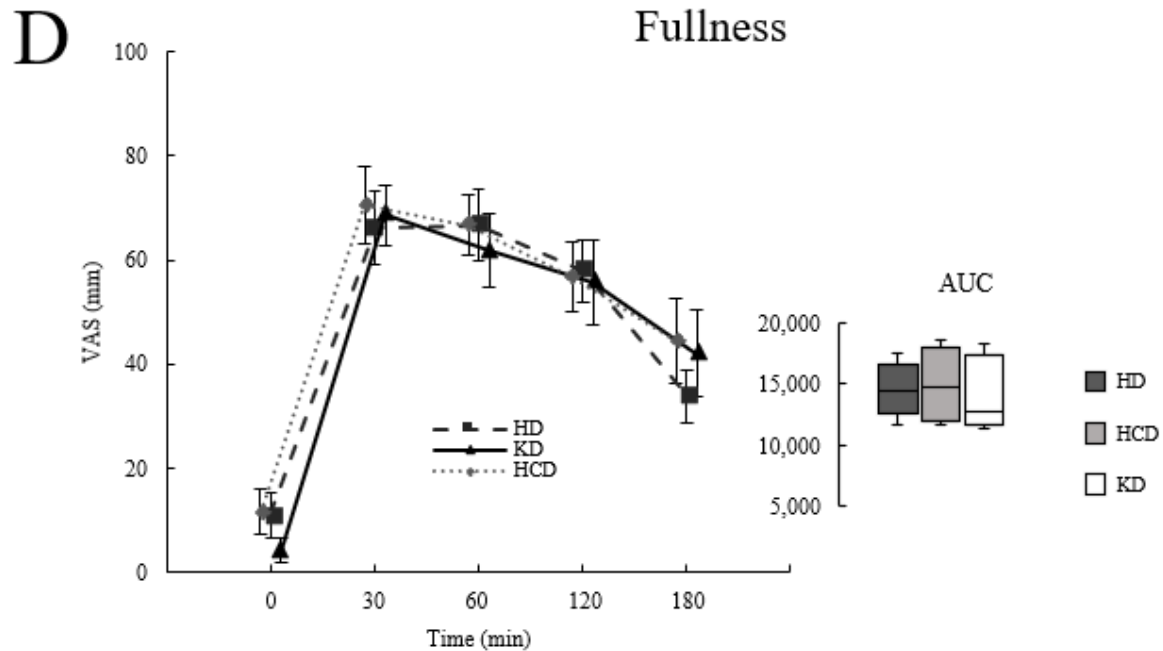 D
Fullness
100
80
60
40
20
0
VAS (mm)
0 30 60 120 180
Time (min)
HD
KD
HCD
AUC
20,000
15,000
10,000
5,000
HD
HCD
KD